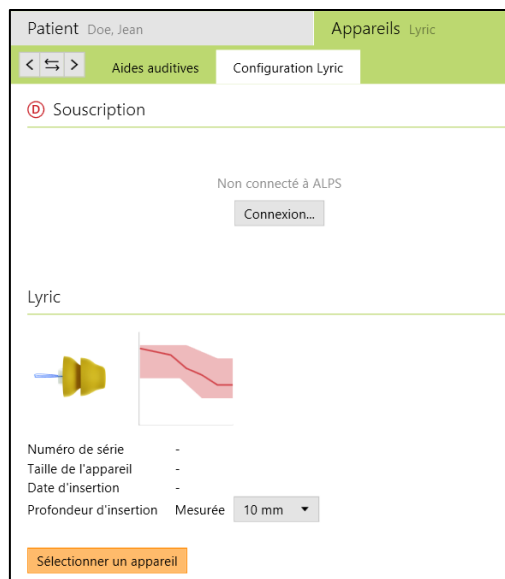 Patient Doe, Jean Appareils Lyric
< ⇆ > Aides auditives Configuration Lyric
D Souscription
Non connecté à ALPS
Connexion...
Lyric
Numéro de série -
Taille de l'appareil -
Date d'insertion -
Profondeur d'insertion Mesurée 10 mm
Sélectionner un appareil